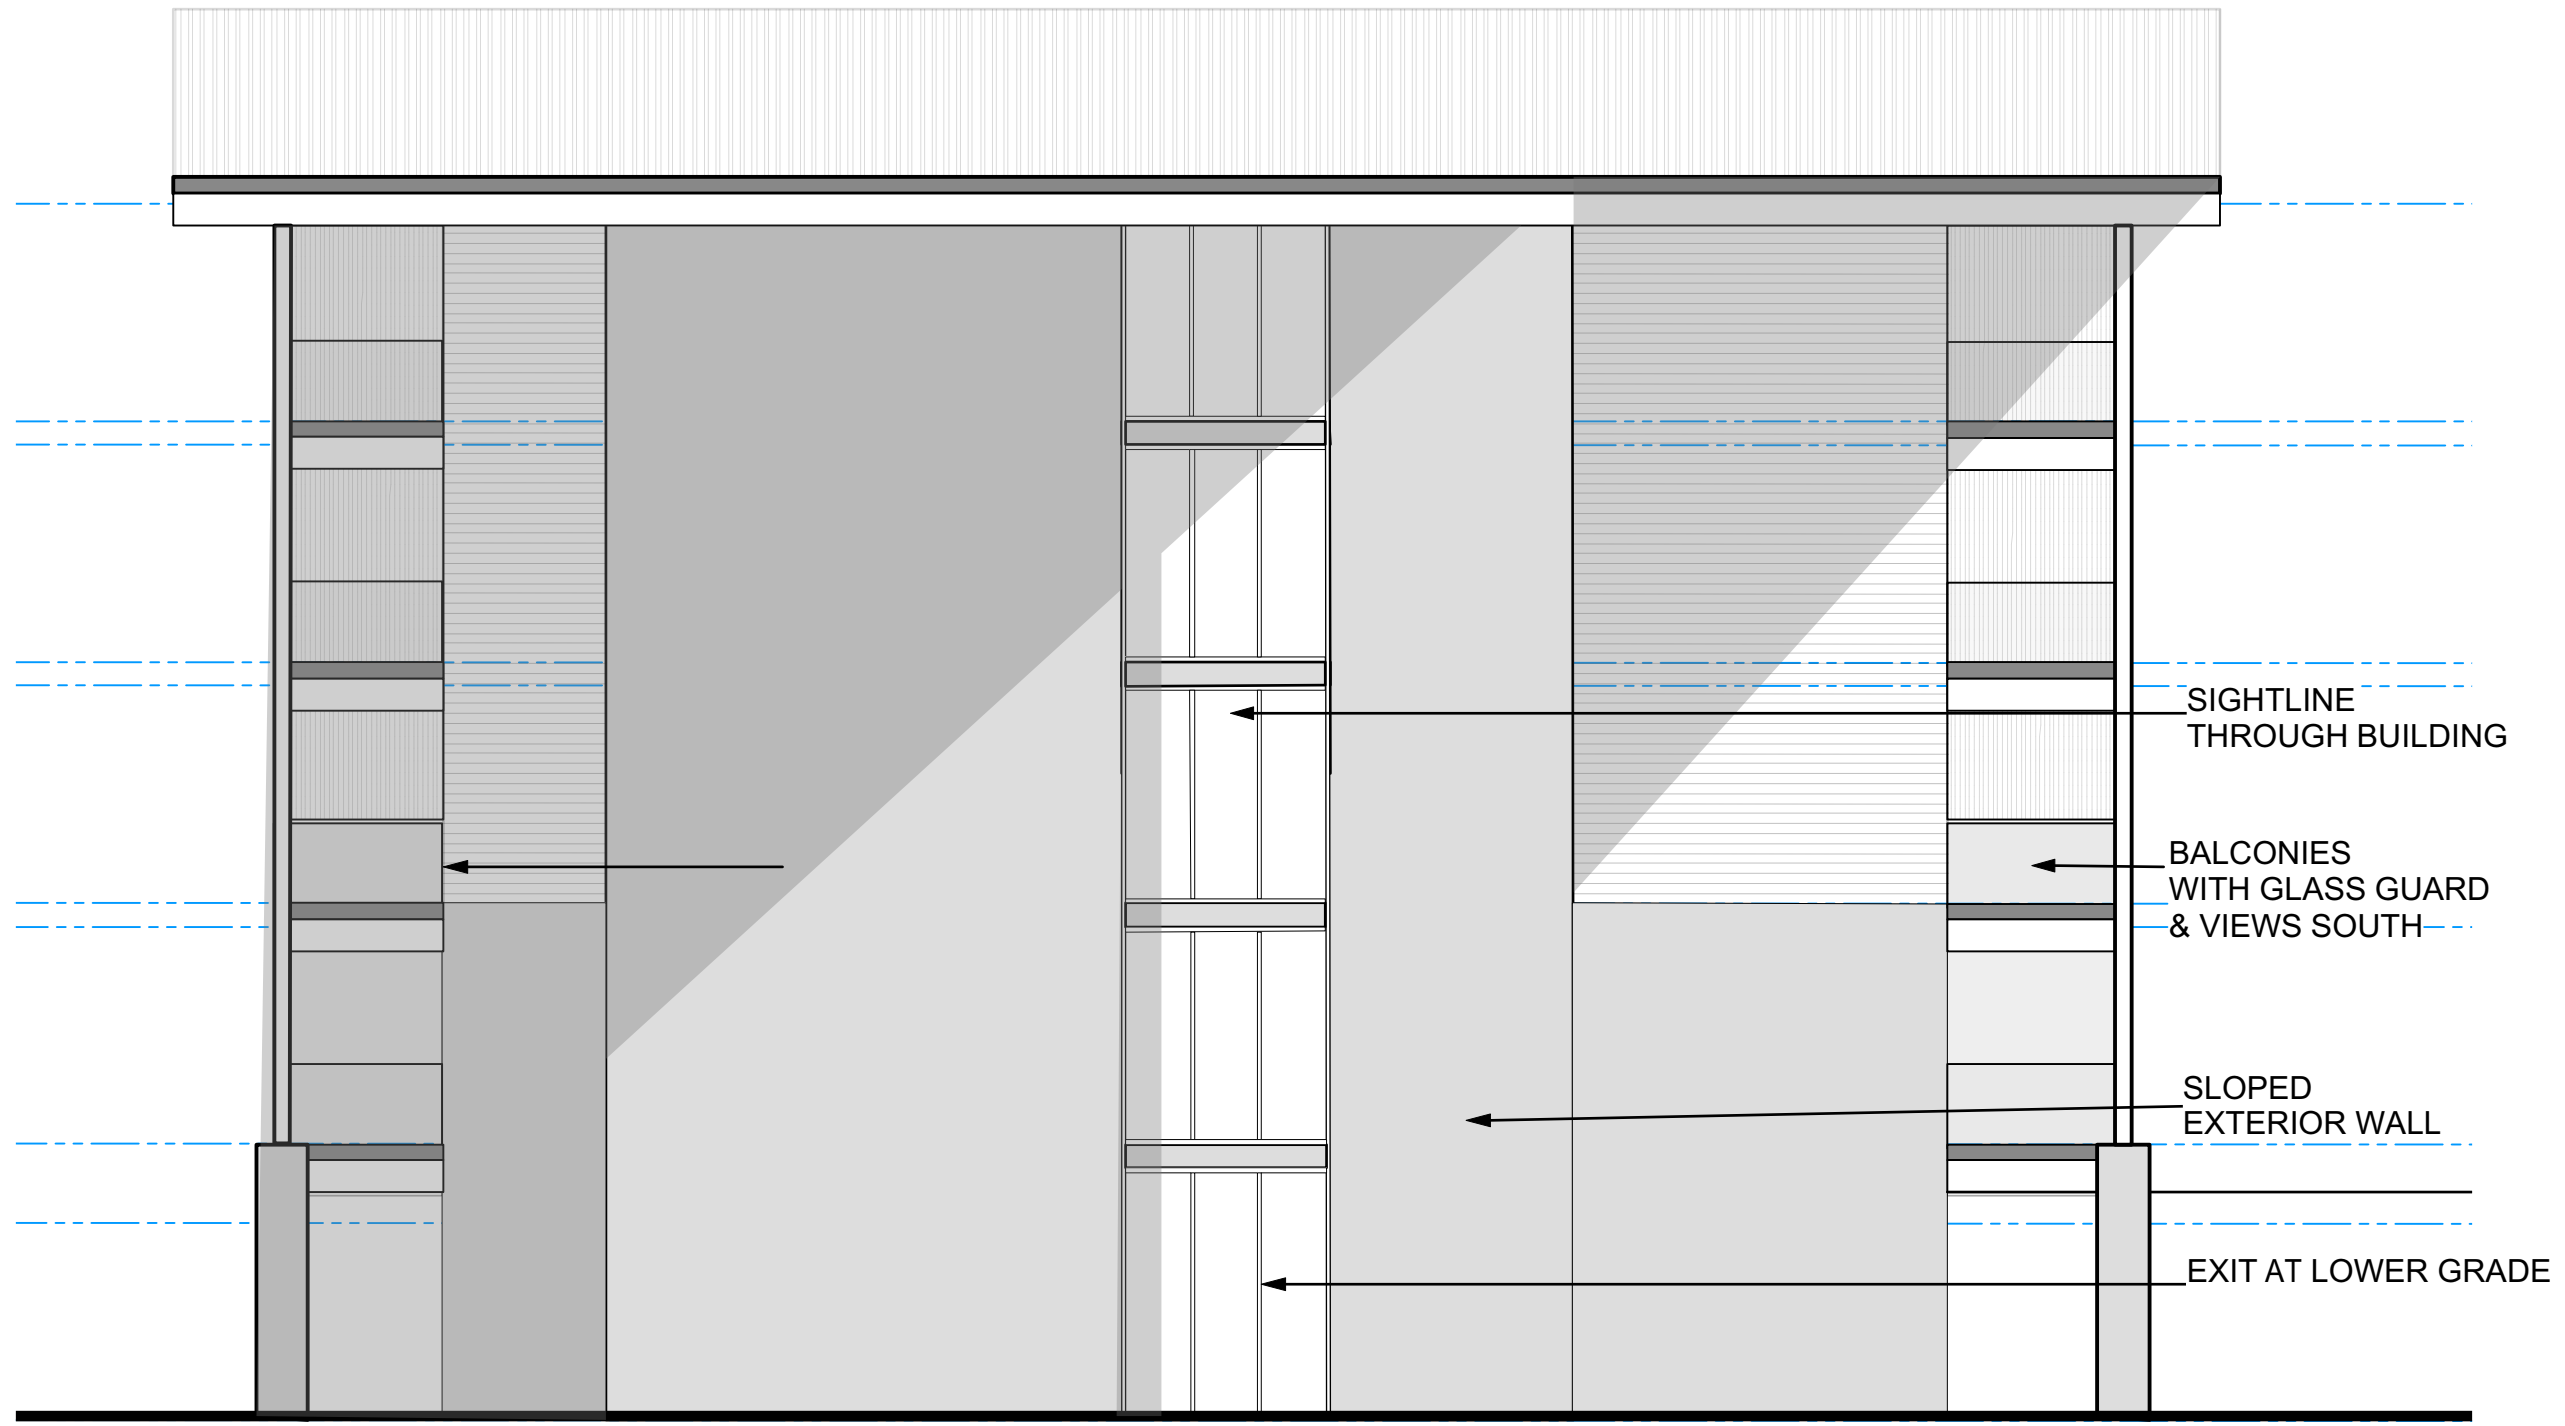 SIGHTLINE
THROUGH BUILDING
BALCONIES
WITH GLASS GUARD
& VIEWS SOUTH
SLOPED
EXTERIOR WALL
EXIT AT LOWER GRADE